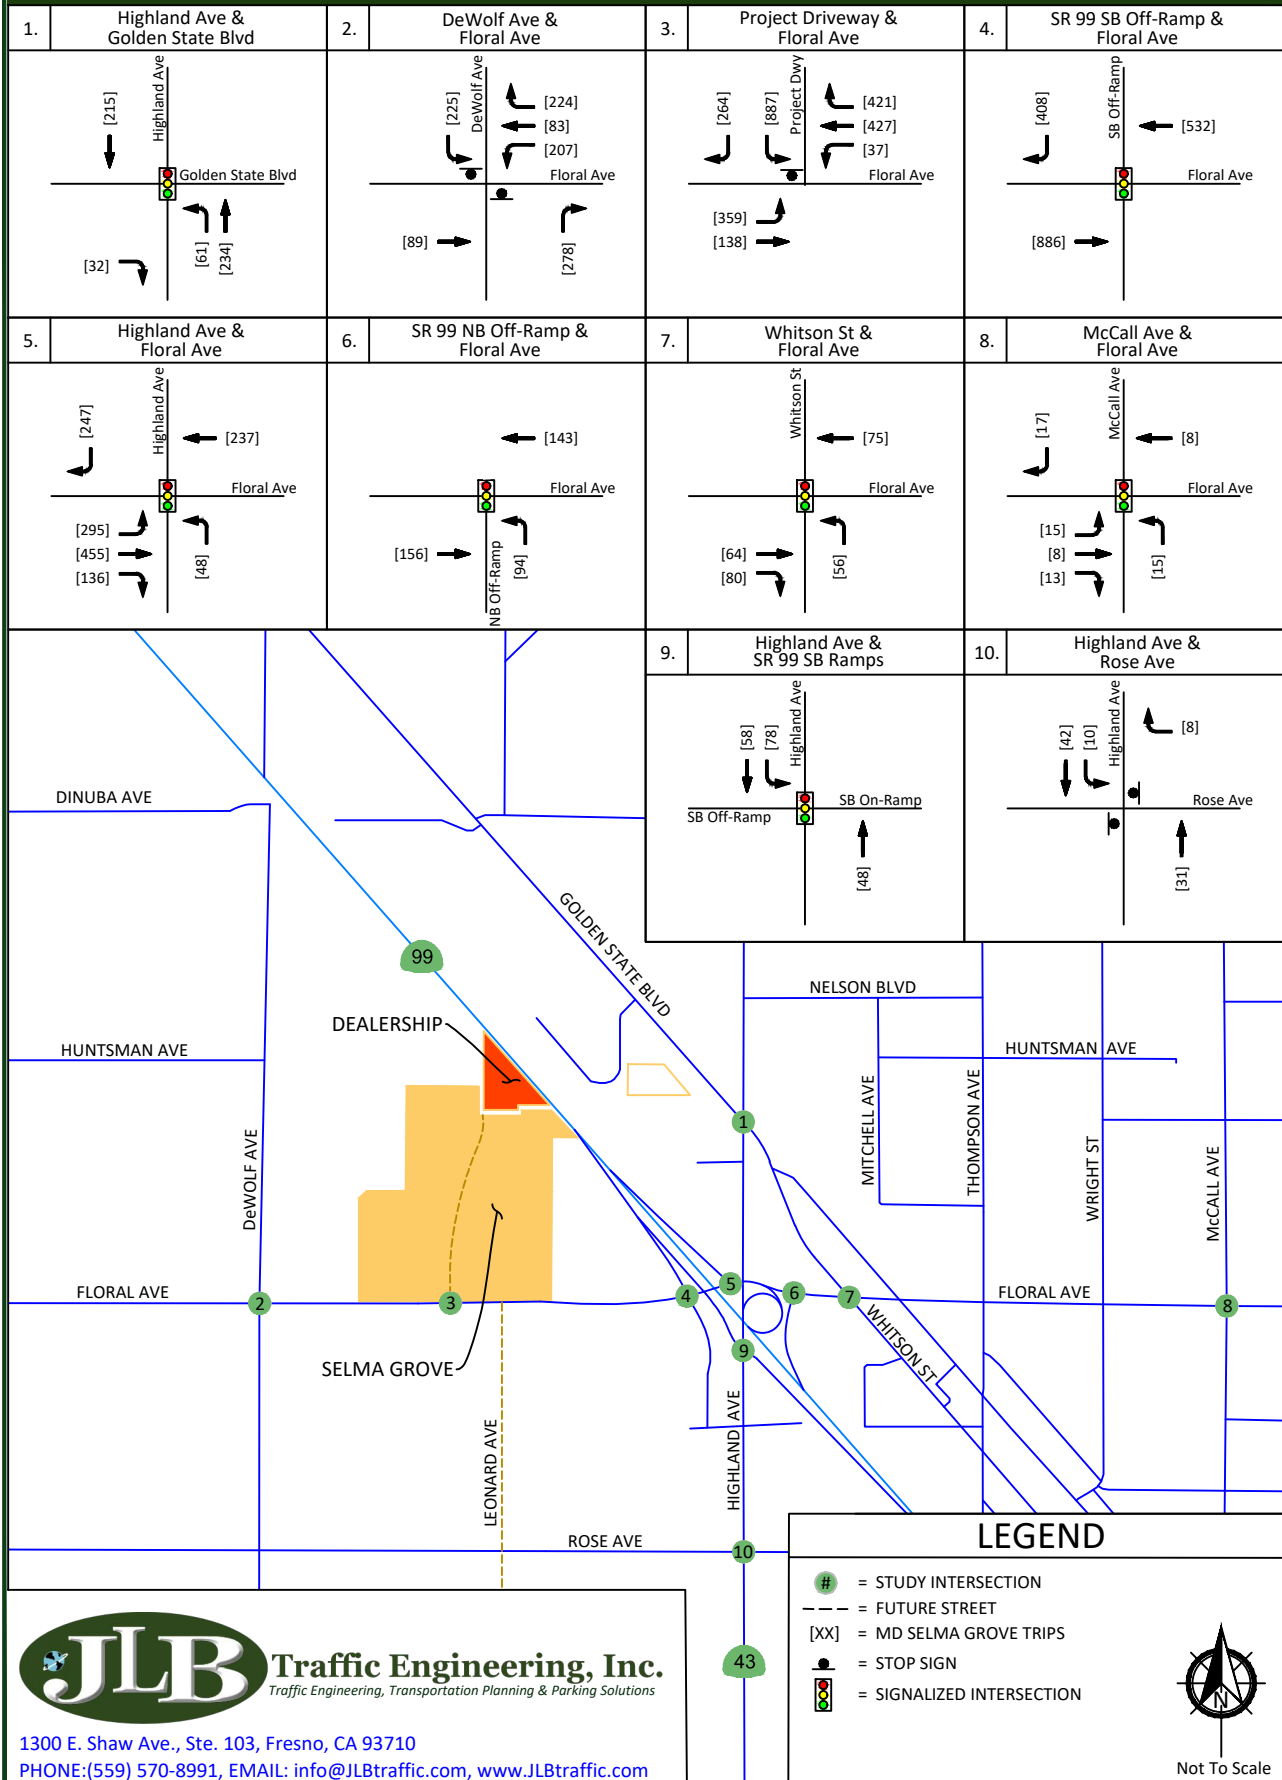 1.
Highland Ave &
Golden State Blvd
[215]
Highland Ave
Golden State Blvd
[32]
[61]
[234]
2.
DeWolf Ave &
Floral Ave
[225]
DeWolf Ave
[224]
[83]
[207]
Floral Ave
[89]
[278]
3.
Project Driveway &
Floral Ave
[264]
[887]
Project Dwy
[421]
[427]
[37]
Floral Ave
[359]
[138]
4.
SR 99 SB Off-Ramp &
Floral Ave
[408]
SB Off-Ramp
[532]
Floral Ave
[886]
5.
Highland Ave &
Floral Ave
[247]
Highland Ave
[237]
Floral Ave
[295]
[455]
[136]
[48]
6.
SR 99 NB Off-Ramp &
Floral Ave
[143]
Floral Ave
[156]
NB Off-Ramp
[94]
7.
Whitson St &
Floral Ave
Whitson St
[75]
Floral Ave
[64]
[80]
[56]
8.
McCall Ave &
Floral Ave
[17]
McCall Ave
[8]
Floral Ave
[15]
[8]
[13]
[15]
9.
Highland Ave &
SR 99 SB Ramps
[58]
[78]
Highland Ave
SB Off-Ramp
SB On-Ramp
[48]
10.
Highland Ave &
Rose Ave
[42]
[10]
Highland Ave
[8]
Rose Ave
[31]
DINUBA AVE
GOLDEN STATE BLVD
99
NELSON BLVD
DEALERSHIP
HUNTSMAN AVE
HUNTSMAN AVE
1
MITCHELL AVE
THOMPSON AVE
WRIGHT ST
McCALL AVE
DeWOLF AVE
FLORAL AVE
2
3
4
5
6
7
FLORAL AVE
8
WHITSON ST
9
SELMA GROVE
LEONARD AVE
HIGHLAND AVE
ROSE AVE
10
43
LEGEND
# = STUDY INTERSECTION
= FUTURE STREET
[XX] = MD SELMA GROVE TRIPS
= STOP SIGN
= SIGNALIZED INTERSECTION
N
Not To Scale
JLB Traffic Engineering, Inc.
Traffic Engineering, Transportation Planning & Parking Solutions
1300 E. Shaw Ave., Ste. 103, Fresno, CA 93710
PHONE:(559) 570-8991, EMAIL: info@JLBtraffic.com, www.JLBtraffic.com